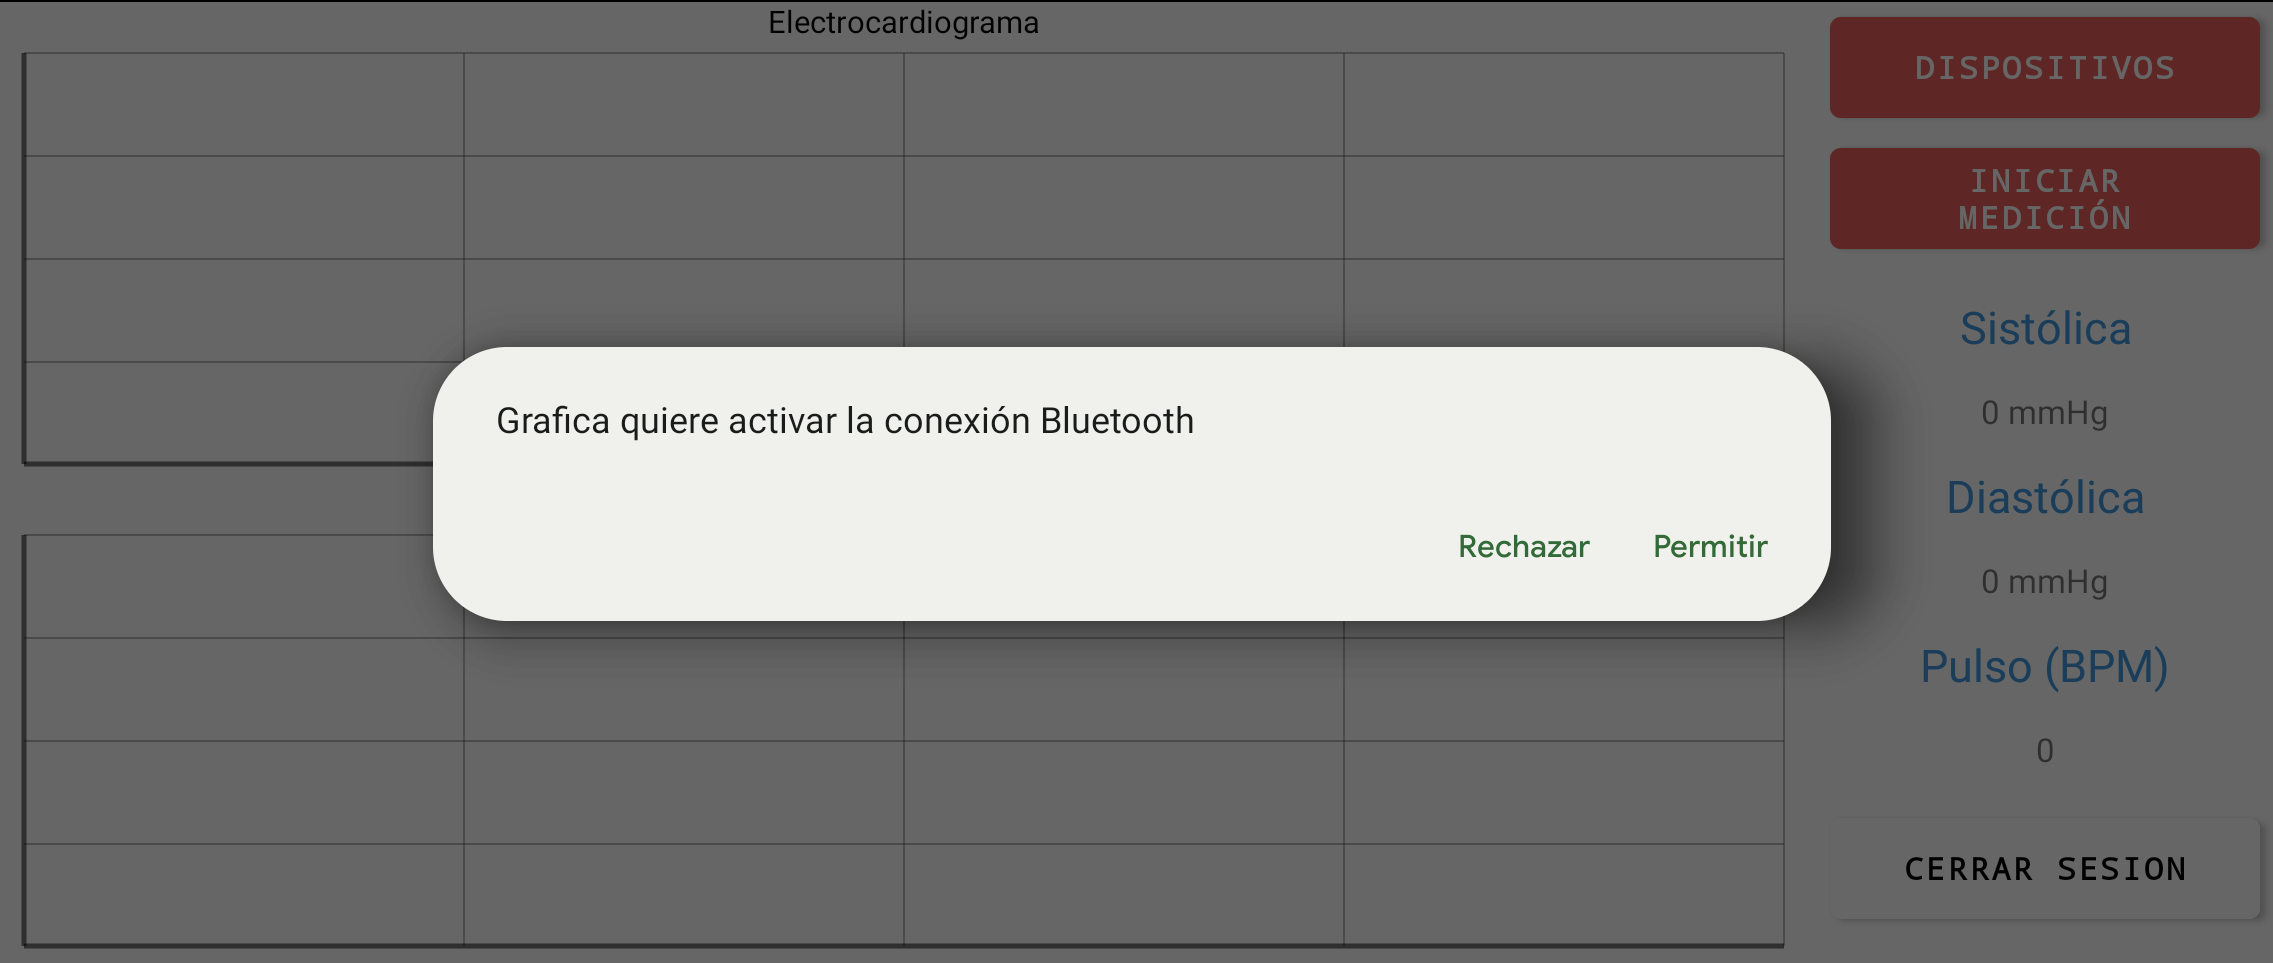 Electrocardiograma
DISPOSITIVOS
INICIAR
MEDICIÓN
Sistólica
0 mmHg
Diastólica
0 mmHg
Pulso (BPM)
0
CERRAR SESION
Grafica quiere activar la conexión Bluetooth
Rechazar Permitir